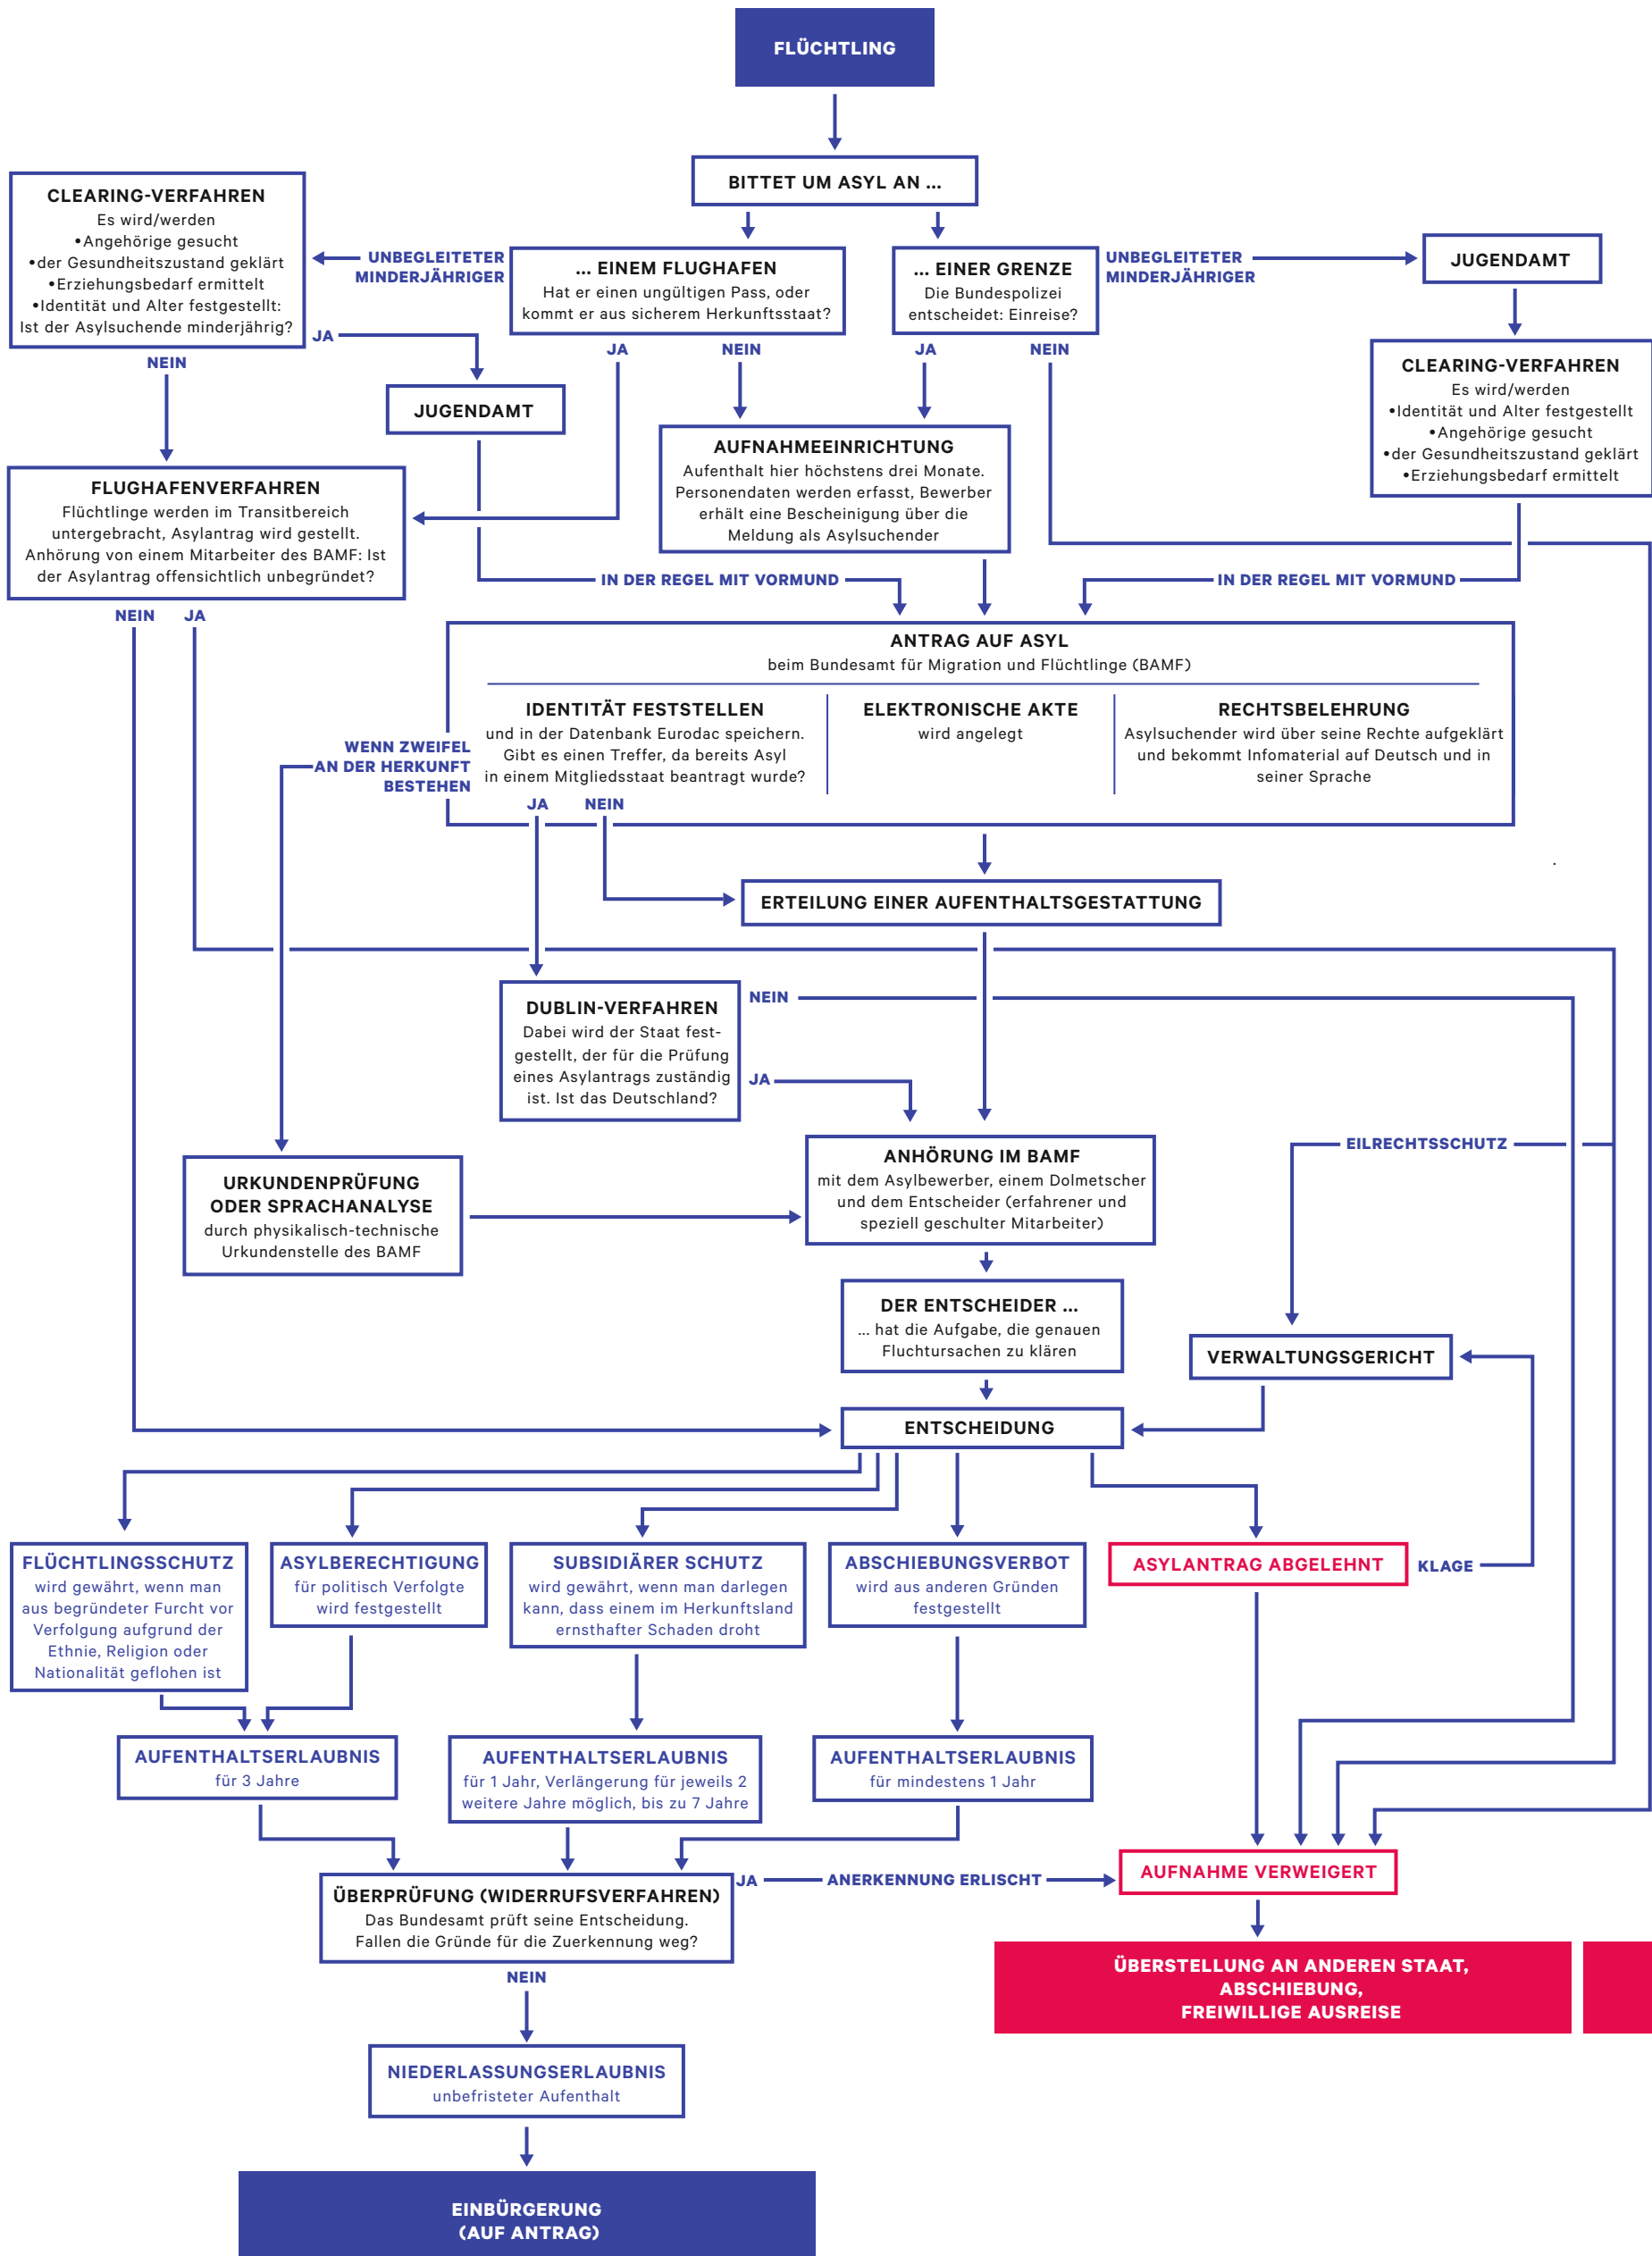 FLÜCHTLING
BITTET UM ASYL AN ...
CLEARING-VERFAHREN
Es wird/werden
•Angehörige gesucht
•der Gesundheitszustand geklärt
•Erziehungsbedarf ermittelt
•Identität und Alter festgestellt:
Ist der Asylsuchende minderjährig?
UNBEGLEITETER
MINDERJÄHRIGER
... EINEM FLUGHAFEN
Hat er einen ungültigen Pass, oder
kommt er aus sicherem Herkunftsstaat?
... EINER GRENZE
Die Bundespolizei
entscheidet: Einreise?
UNBEGLEITETER
MINDERJÄHRIGER
JUGENDAMT
JA
NEIN
JA
NEIN
JA
NEIN
JUGENDAMT
CLEARING-VERFAHREN
Es wird/werden
•Identität und Alter festgestellt
•Angehörige gesucht
•der Gesundheitszustand geklärt
•Erziehungsbedarf ermittelt
AUFNAHMEEINRICHTUNG
Aufenthalt hier höchstens drei Monate.
Personendaten werden erfasst, Bewerber
erhält eine Bescheinigung über die
Meldung als Asylsuchender
FLUGHAFENVERFAHREN
Flüchtlinge werden im Transitbereich
untergebracht, Asylantrag wird gestellt.
Anhörung von einem Mitarbeiter des BAMF: Ist
der Asylantrag offensichtlich unbegründet?
IN DER REGEL MIT VORMUND
IN DER REGEL MIT VORMUND
NEIN
JA
ANTRAG AUF ASYL
beim Bundesamt für Migration und Flüchtlinge (BAMF)
IDENTITÄT FESTSTELLEN
und in der Datenbank Eurodac speichern.
Gibt es einen Treffer, da bereits Asyl
in einem Mitgliedsstaat beantragt wurde?
ELEKTRONISCHE AKTE
wird angelegt
RECHTSBELEHRUNG
Asylsuchender wird über seine Rechte aufgeklärt
und bekommt Infomaterial auf Deutsch und in
seiner Sprache
WENN ZWEIFEL
AN DER HERKUNFT
BESTEHEN
JA
NEIN
ERTEILUNG EINER AUFENTHALTSGESTATTUNG
DUBLIN-VERFAHREN
Dabei wird der Staat fest-
gestellt, der für die Prüfung
eines Asylantrags zuständig
ist. Ist das Deutschland?
NEIN
JA
EILRECHTSSCHUTZ
ANHÖRUNG IM BAMF
mit dem Asylbewerber, einem Dolmetscher
und dem Entscheider (erfahrener und
speziell geschulter Mitarbeiter)
URKUNDENPRÜFUNG
ODER SPRACHANALYSE
durch physikalisch-technische
Urkundenstelle des BAMF
DER ENTSCHEIDER ...
... hat die Aufgabe, die genauen
Fluchtursachen zu klären
VERWALTUNGSGERICHT
ENTSCHEIDUNG
FLÜCHTLINGSSCHUTZ
wird gewährt, wenn man
aus begründeter Furcht vor
Verfolgung aufgrund der
Ethnie, Religion oder
Nationalität geflohen ist
ASYLBERECHTIGUNG
für politisch Verfolgte
wird festgestellt
SUBSIDIÄRER SCHUTZ
wird gewährt, wenn man darlegen
kann, dass einem im Herkunftsland
ernsthafter Schaden droht
ABSCHIEBUNGSVERBOT
wird aus anderen Gründen
festgestellt
ASYLANTRAG ABGELEHNT
KLAGE
AUFENTHALTSERLAUBNIS
für 3 Jahre
AUFENTHALTSERLAUBNIS
für 1 Jahr, Verlängerung für jeweils 2
weitere Jahre möglich, bis zu 7 Jahre
AUFENTHALTSERLAUBNIS
für mindestens 1 Jahr
ÜBERPRÜFUNG (WIDERRUFSVERFAHREN)
Das Bundesamt prüft seine Entscheidung.
Fallen die Gründe für die Zuerkennung weg?
JA
ANERKENNUNG ERLISCHT
AUFNAHME VERWEIGERT
NEIN
ÜBERSTELLUNG AN ANDEREN STAAT,
ABSCHIEBUNG,
FREIWILLIGE AUSREISE
NIEDERLASSUNGSERLAUBNIS
unbefristeter Aufenthalt
EINBÜRGERUNG
(AUF ANTRAG)